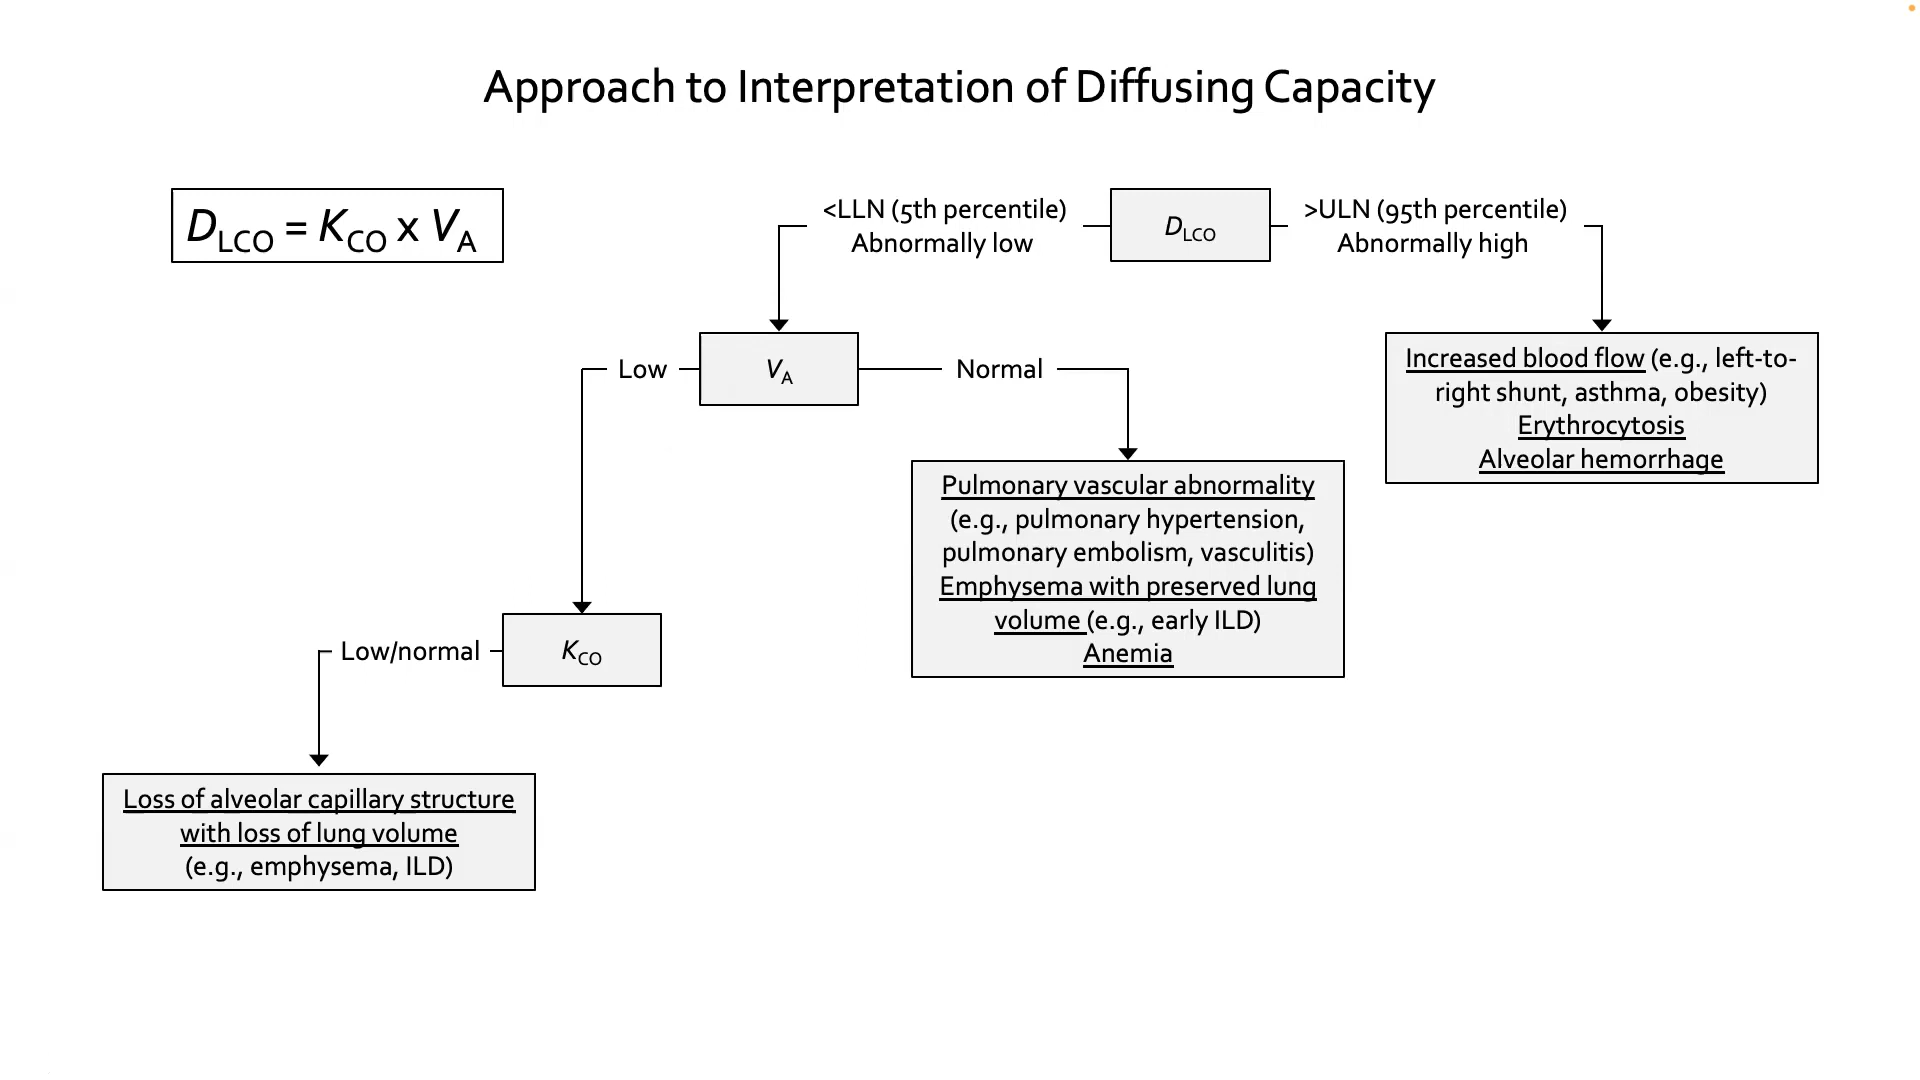 Approach to Interpretation of Diffusing Capacity
DLCO = KCO x VA
<LLN (5th percentile)
Abnormally low
DLCO
>ULN (95th percentile)
Abnormally high
Low
VA
Normal
Increased blood flow (e.g., left-to-
right shunt, asthma, obesity)
Erythrocytosis
Alveolar hemorrhage
Pulmonary vascular abnormality
(e.g., pulmonary hypertension,
pulmonary embolism, vasculitis)
Emphysema with preserved lung
volume (e.g., early ILD)
Anemia
Low/normal
KCO
Loss of alveolar capillary structure
with loss of lung volume
(e.g., emphysema, ILD)